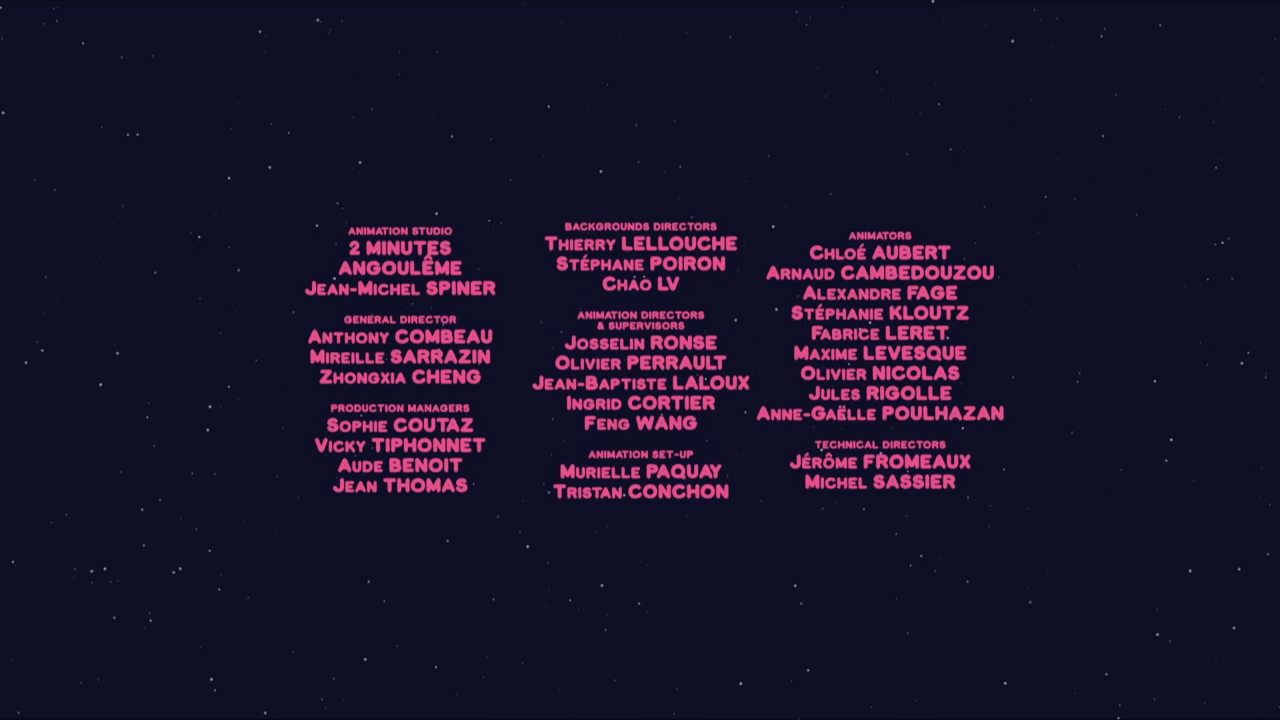 ANIMATION STUDIO
2 MINUTES
ANGOULÊME
JEAN-MICHEL SPINER
GENERAL DIRECTOR
ANTHONY COMBEAU
MIREILLE SARRAZIN
ZHONGXIA CHENG
PRODUCTION MANAGERS
SOPHIE COUTAZ
VICKY TIPHONNET
AUDE BENOIT
JEAN THOMAS
BACKGROUNDS DIRECTORS
THIERRY LELLOUCHE
STÉPHANE POIRON
CHAO LV
ANIMATION DIRECTORS
& SUPERVISORS
JOSSELIN RONSE
OLIVIER PERRAULT
JEAN-BAPTISTE LALOUX
INGRID CORTIER
FENG WANG
ANIMATION SET-UP
MURIELLE PAQUAY
TRISTAN CONCHON
ANIMATORS
CHLOÉ AUBERT
ARNAUD CAMBEDOUZOU
ALEXANDRE FAGE
STÉPHANIE KLOUTZ
FABRICE LERET
MAXIME LEVESQUE
OLIVIER NICOLAS
JULES RIGOLLE
ANNE-GAËLLE POULHAZAN
TECHNICAL DIRECTORS
JÉRÔME FROMEAUX
MICHEL SASSIER